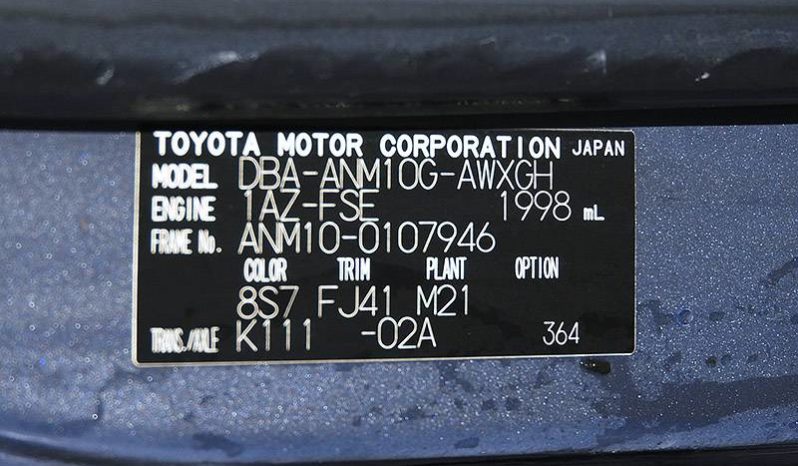 TOYOTA MOTOR CORPORATION JAPAN
MODEL DBA-ANM10G-AWXGH
ENGINE 1AZ-FSE 1998 mL
FRAME No. ANM10-0107946
COLOR TRIM PLANT OPTION
8S7 FJ41 M21
TRANS./AXLE K111 -02A 364